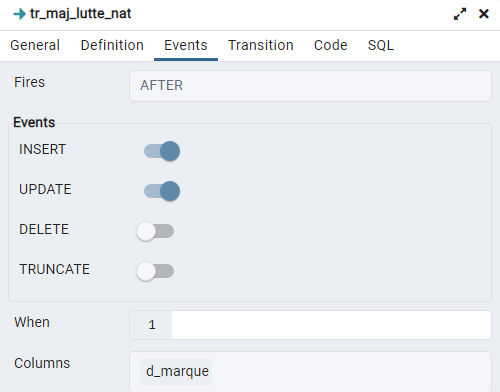 tr_maj_lutte_nat
General Definition Events Transition Code SQL
Fires AFTER
Events
INSERT
UPDATE
DELETE
TRUNCATE
When 1
Columns d_marque